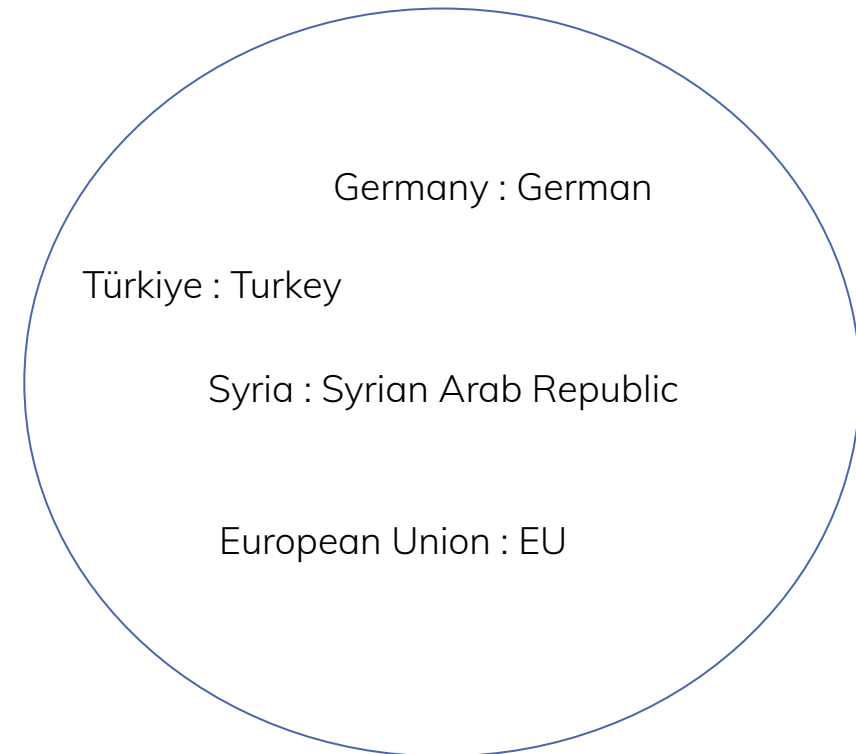 Germany : German
Türkiye : Turkey
Syria : Syrian Arab Republic
European Union : EU